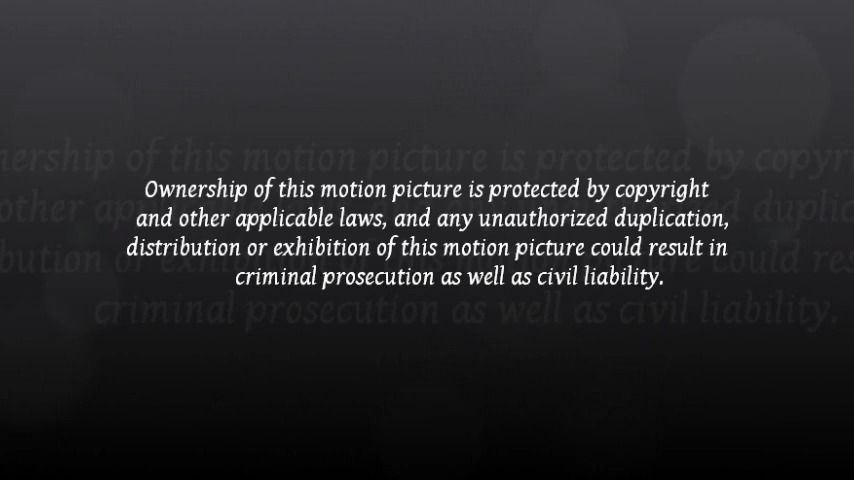 Ownership of this motion picture is protected by copyright
and other applicable laws, and any unauthorized duplication,
distribution or exhibition of this motion picture could result in
criminal prosecution as well as civil liability.